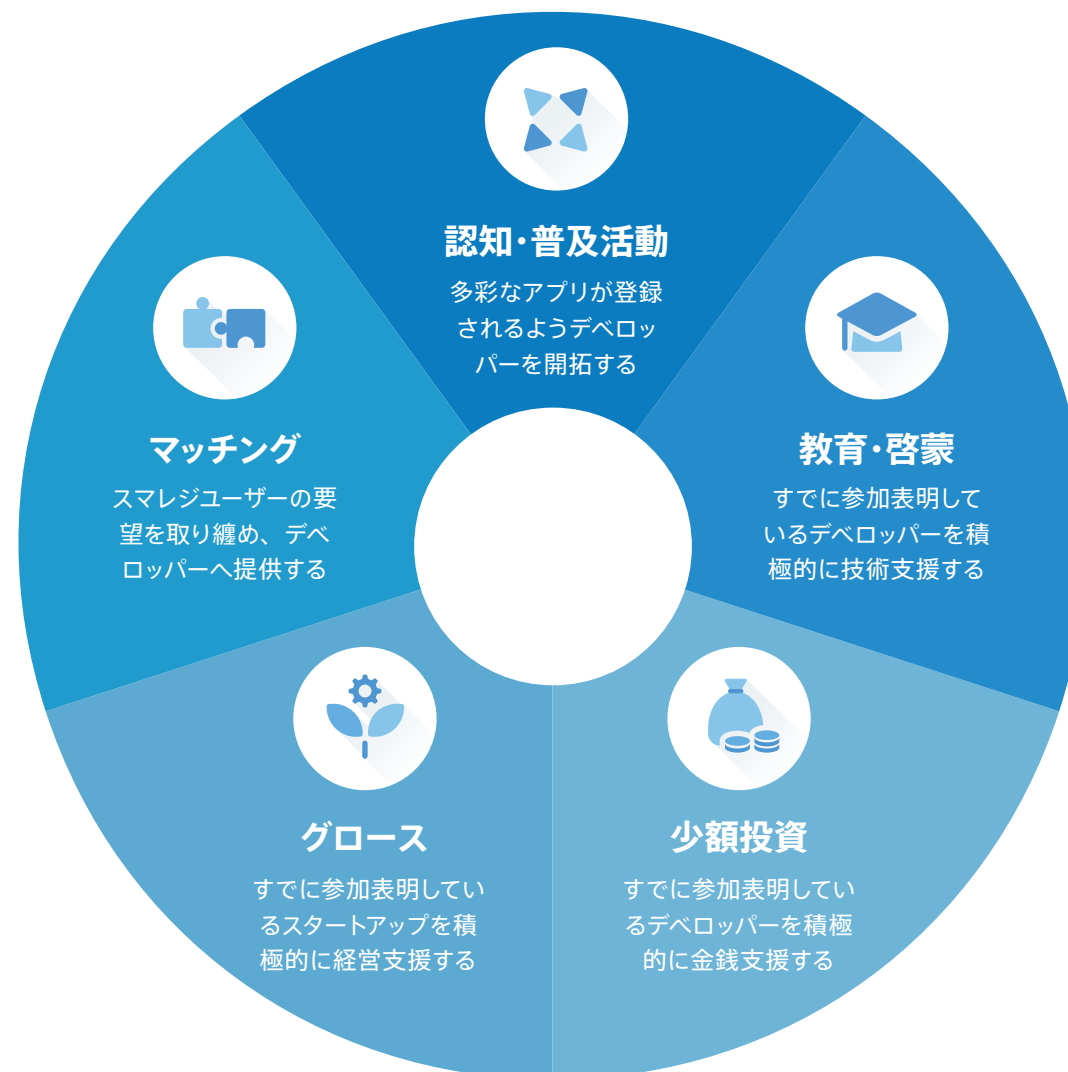 認知・普及活動
多彩なアプリが登録
されるようデベロッ
パーを開拓する
教育・啓蒙
すでに参加表明して
いるデベロッパーを積
極的に技術支援する
少額投資
すでに参加表明してい
るデベロッパーを積極
的に金銭支援する
グロース
すでに参加表明してい
るスタートアップを積
極的に経営支援する
マッチング
スマレジユーザーの要
望を取り纏め、デベ
ロッパーへ提供する